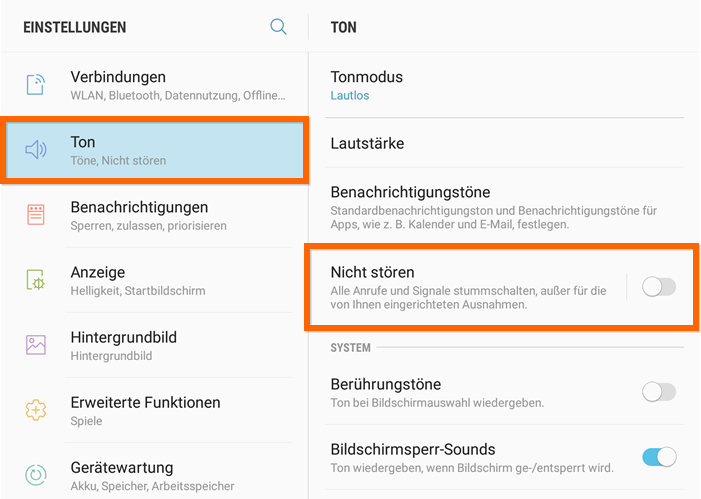 EINSTELLUNGEN
Verbindungen
WLAN, Bluetooth, Datennutzung, Offline...
Ton
Töne, Nicht stören
Benachrichtigungen
Sperren, zulassen, priorisieren
Anzeige
Helligkeit, Startbildschirm
Hintergrundbild
Hintergrundbild
Erweiterte Funktionen
Spiele
Gerätewartung
Akku, Speicher, Arbeitsspeicher
TON
Tonmodus
Lautlos
Lautstärke
Benachrichtigungstöne
Standardbenachrichtigungston und Benachrichtigungstöne für
Apps, wie z. B. Kalender und E-Mail, festlegen.
Nicht stören
Alle Anrufe und Signale stummschalten, außer für die
von Ihnen eingerichteten Ausnahmen.
SYSTEM
Berührungstöne
Ton bei Bildschirmauswahl wiedergeben.
Bildschirmsperr-Sounds
Ton wiedergeben, wenn Bildschirm ge-/entsperrt wird.